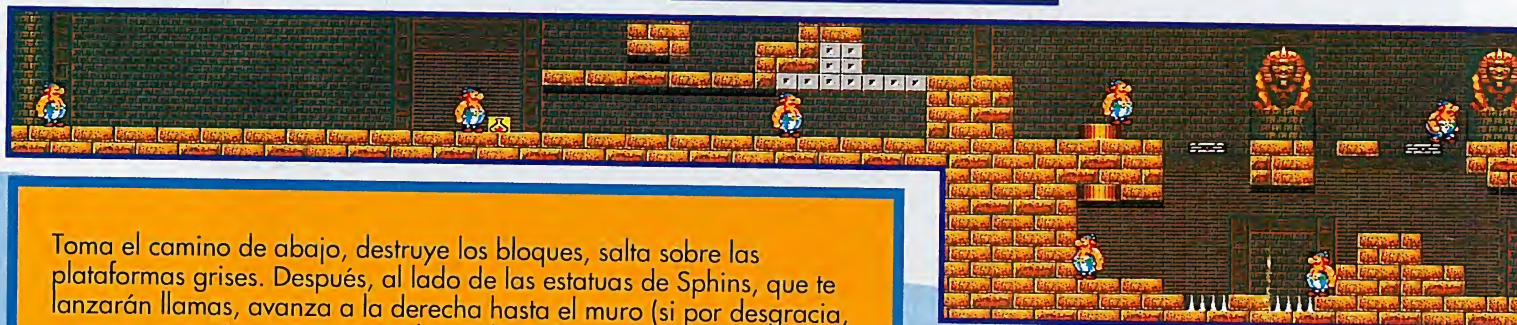 Toma el camino de abajo, destruye los bloques, salta sobre las
plataformas grises. Después, al lado de las estatuas de Sphins, que te
lanzarán llamas, avanza a la derecha hasta el muro (si por desgracia,